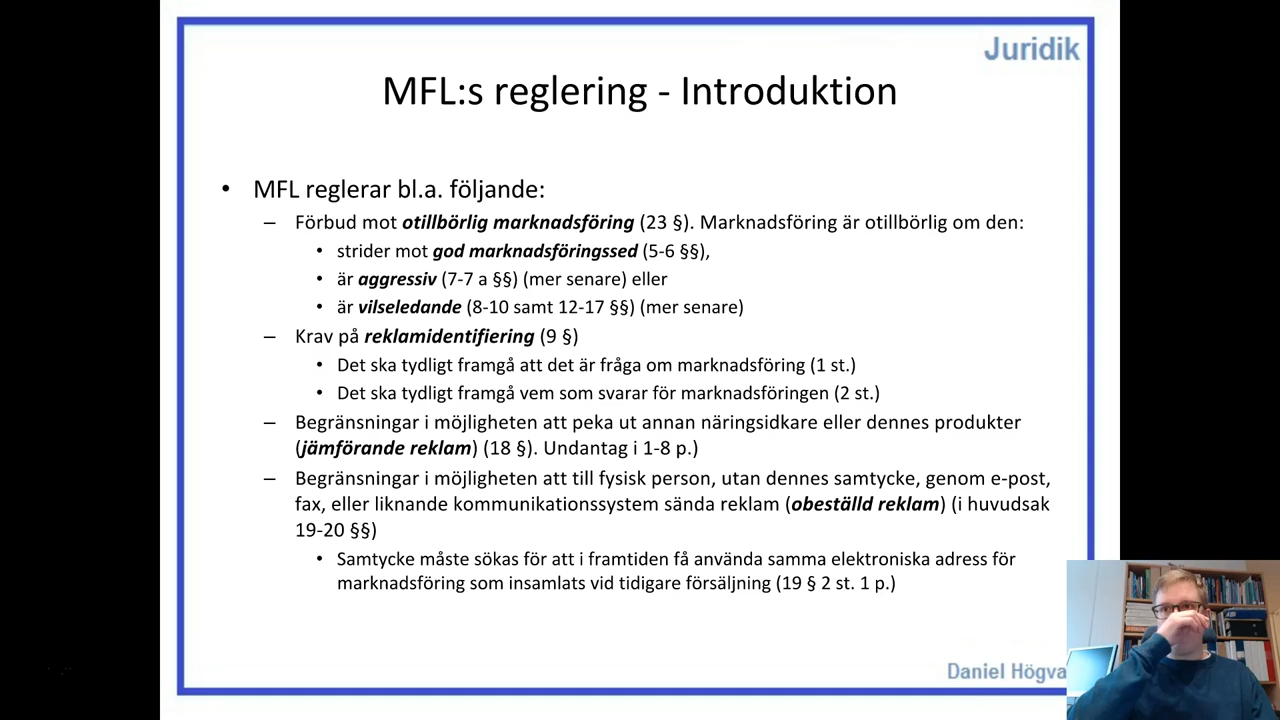 Juridik
MFL:s reglering - Introduktion
• MFL reglerar bl.a. följande:
– Förbud mot otillbörlig marknadsföring (23 §). Marknadsföring är otillbörlig om den:
• strider mot god marknadsföringssed (5-6 §§),
• är aggressiv (7-7 a §§) (mer senare) eller
• är vilseledande (8-10 samt 12-17 §§) (mer senare)
– Krav på reklamidentifiering (9 §)
• Det ska tydligt framgå att det är fråga om marknadsföring (1 st.)
• Det ska tydligt framgå vem som svarar för marknadsföringen (2 st.)
– Begränsningar i möjligheten att peka ut annan näringsidkare eller dennes produkter
(jämförande reklam) (18 §). Undantag i 1-8 p.)
– Begränsningar i möjligheten att till fysisk person, utan dennes samtycke, genom e-post,
fax, eller liknande kommunikationssystem sända reklam (obeställd reklam) (i huvudsak
19-20 §§)
• Samtycke måste sökas för att i framtiden få använda samma elektroniska adress för
marknadsföring som insamlats vid tidigare försäljning (19 § 2 st. 1 p.)
Daniel Högva